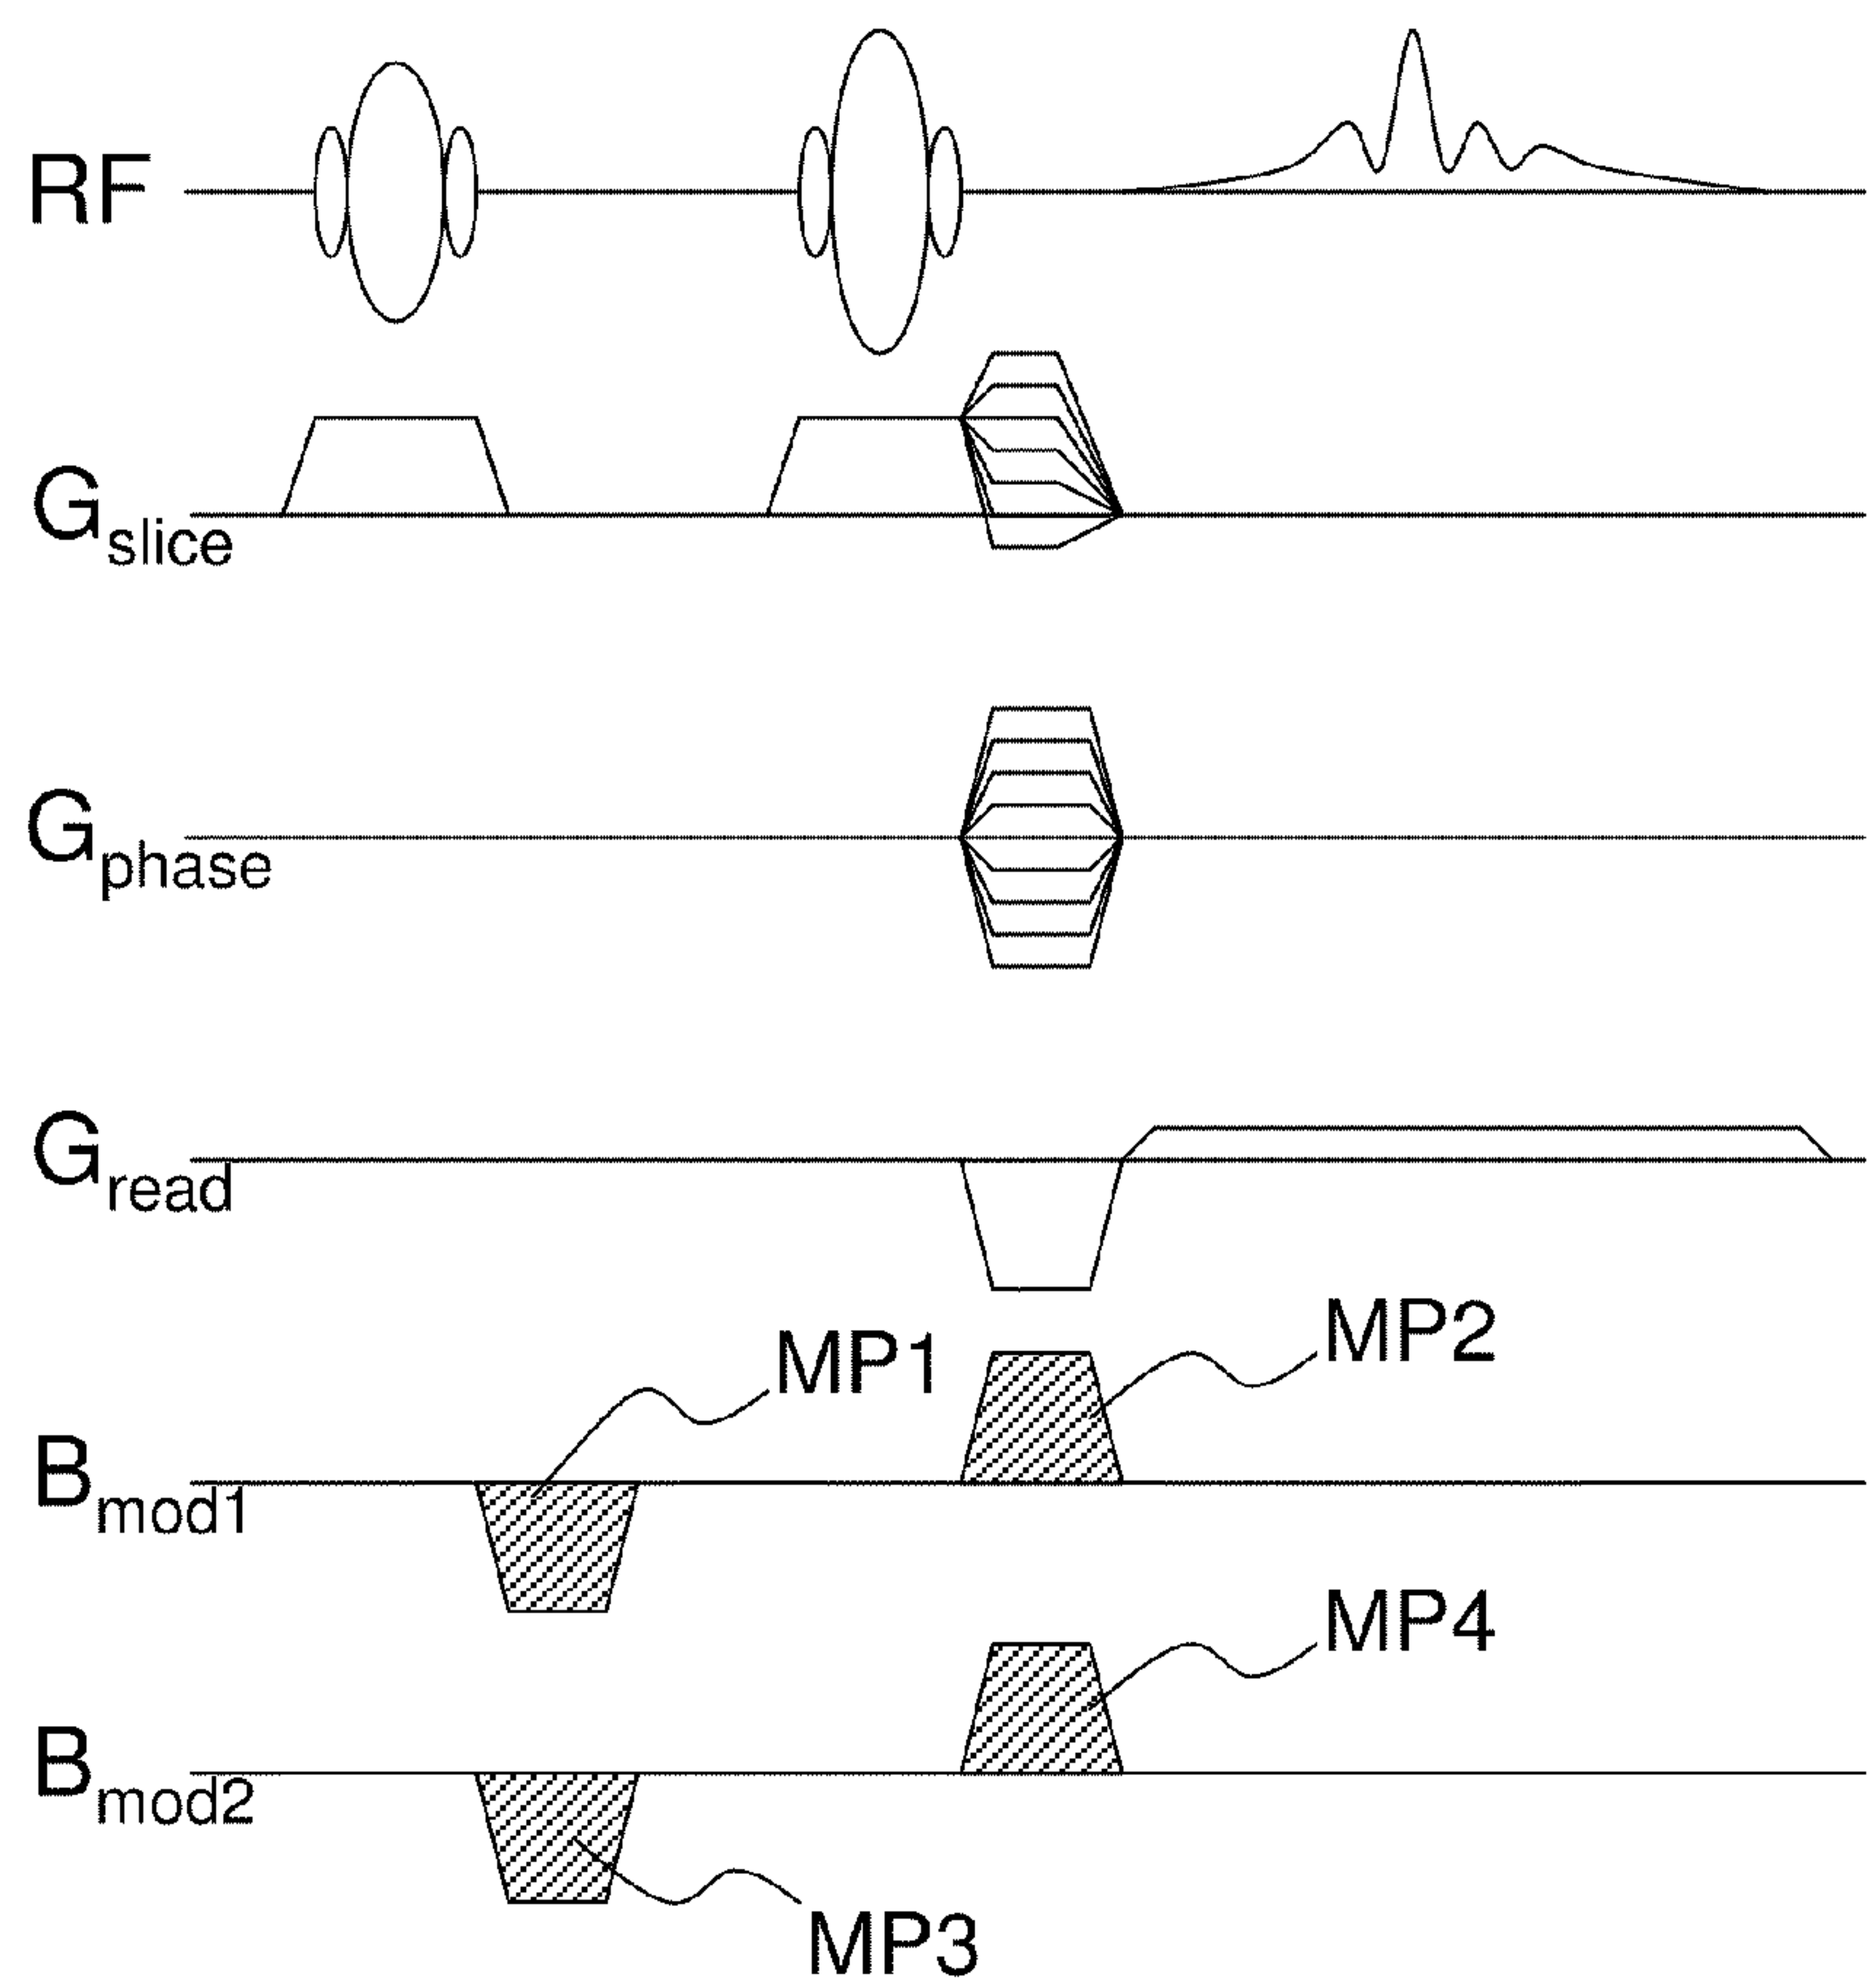 RF
Gslice
Gphase
Gread
MP1
MP2
Bmod1
MP4
Bmod2
MP3